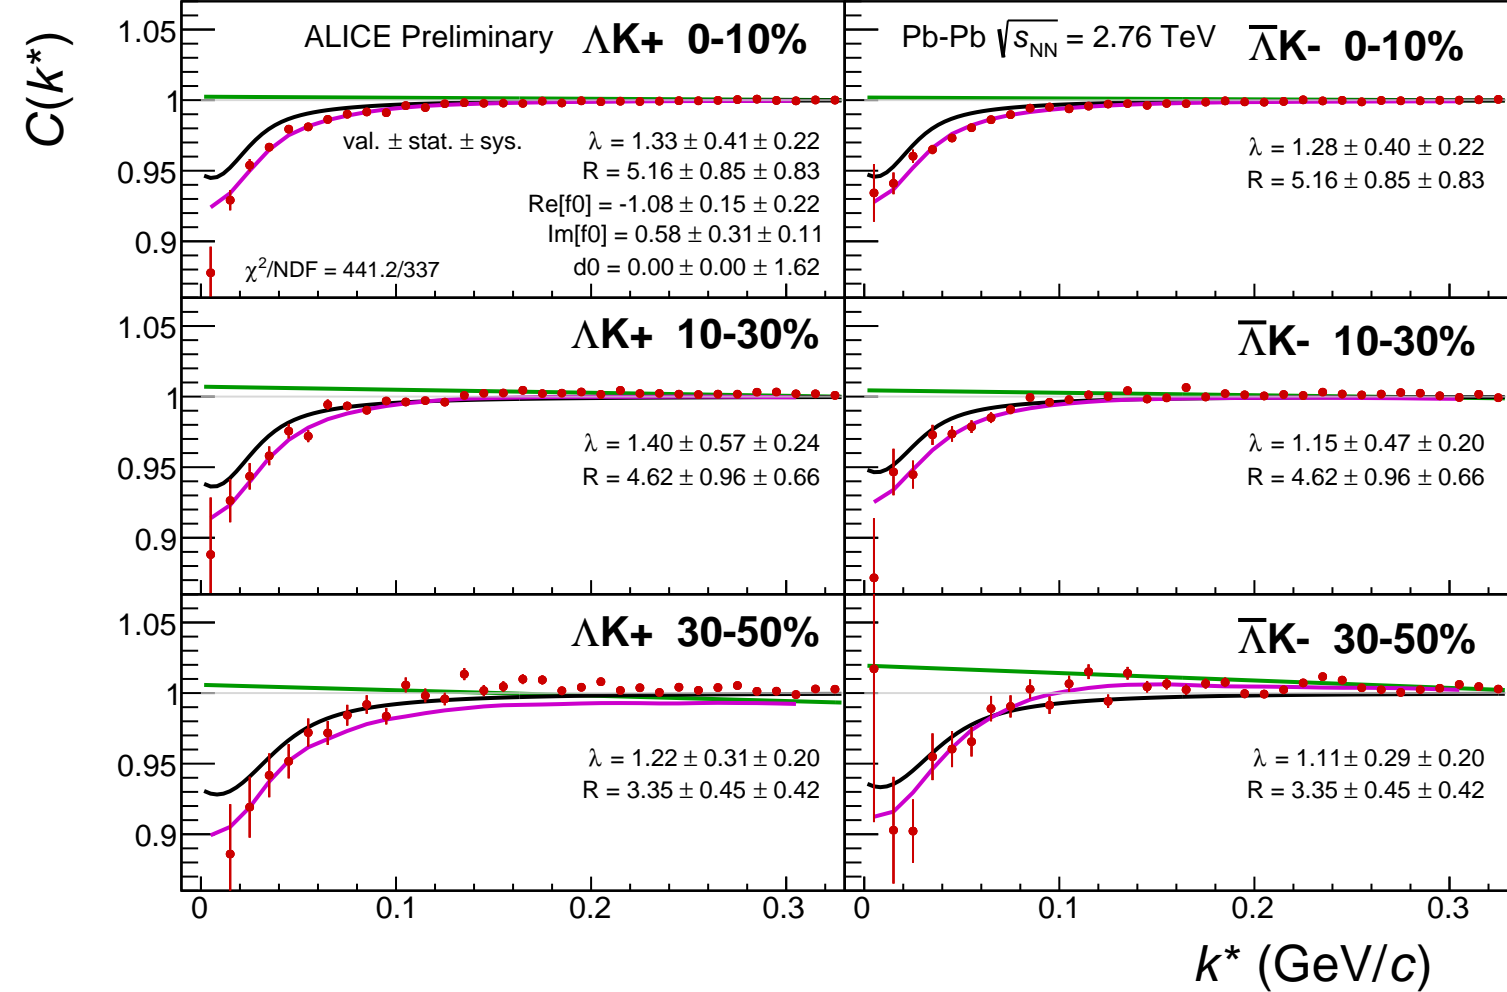 C(k*)
ALICE Preliminary ΛK+ 0-10%
1.05
1
0.95
0.9
val. ± stat. ± sys.
λ = 1.33 ± 0.41 ± 0.22
R = 5.16 ± 0.85 ± 0.83
Re[f0] = -1.08 ± 0.15 ± 0.22
Im[f0] = 0.58 ± 0.31 ± 0.11
d0 = 0.00 ± 0.00 ± 1.62
χ²/NDF = 441.2/337
Pb-Pb √s_NN = 2.76 TeV Λ̅K- 0-10%
λ = 1.28 ± 0.40 ± 0.22
R = 5.16 ± 0.85 ± 0.83
ΛK+ 10-30%
1.05
1
0.95
0.9
λ = 1.40 ± 0.57 ± 0.24
R = 4.62 ± 0.96 ± 0.66
Λ̅K- 10-30%
λ = 1.15 ± 0.47 ± 0.20
R = 4.62 ± 0.96 ± 0.66
ΛK+ 30-50%
1.05
1
0.95
0.9
λ = 1.22 ± 0.31 ± 0.20
R = 3.35 ± 0.45 ± 0.42
Λ̅K- 30-50%
λ = 1.11 ± 0.29 ± 0.20
R = 3.35 ± 0.45 ± 0.42
0 0.1 0.2 0.3
0 0.1 0.2 0.3
k* (GeV/c)